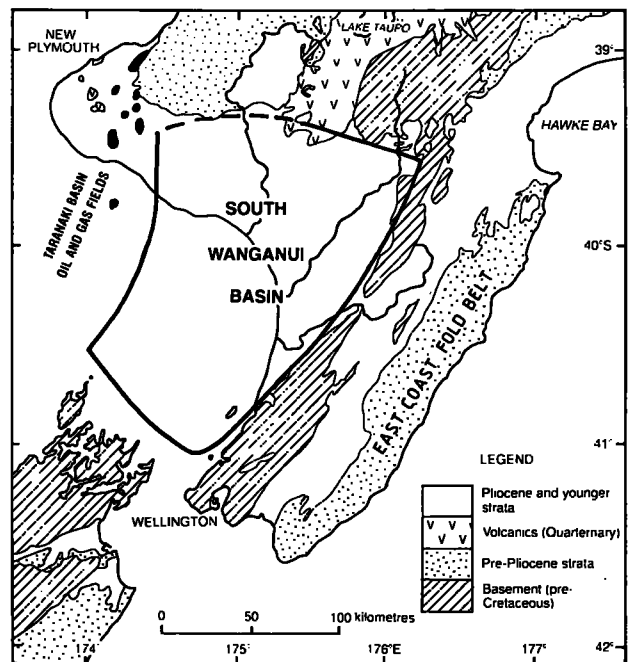 NEW
PLYMOUTH
LAKE TAUPO
39°
HAWKE BAY
TARANAKI BASIN
OIL AND GAS FIELDS
SOUTH
WANGANUI
BASIN
40°S
EAST COAST FOLD BELT
41°
WELLINGTON
LEGEND
Pliocene and younger
strata
Volcanics (Quarternary)
Pre-Pliocene strata
Basement (pre-
Cretaceous)
0 50 100 kilometres
42°
174° 175° 176°E 177° 42°